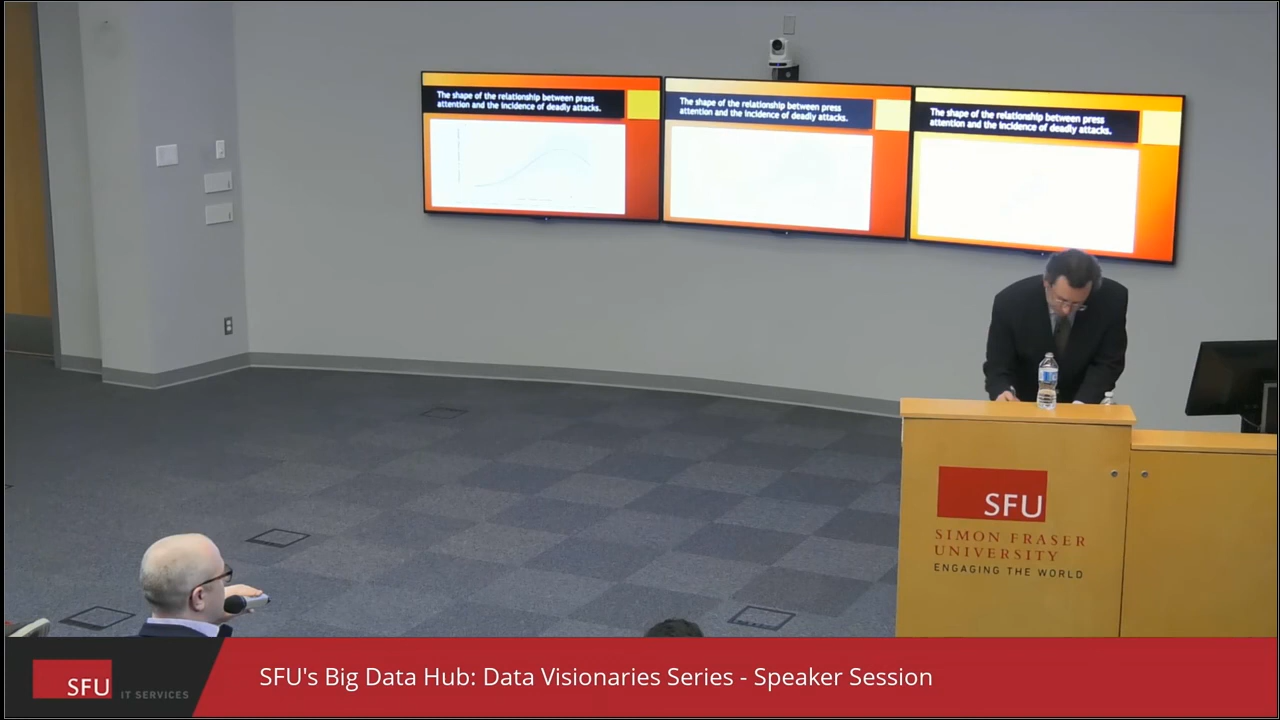 The shape of the relationship between press
attention and the incidence of deadly attacks.
The shape of the relationship between press
attention and the incidence of deadly attacks.
The shape of the relationship between press
attention and the incidence of deadly attacks.
SFU
SIMON FRASER
UNIVERSITY
ENGAGING THE WORLD
SFU IT SERVICES
SFU's Big Data Hub: Data Visionaries Series - Speaker Session